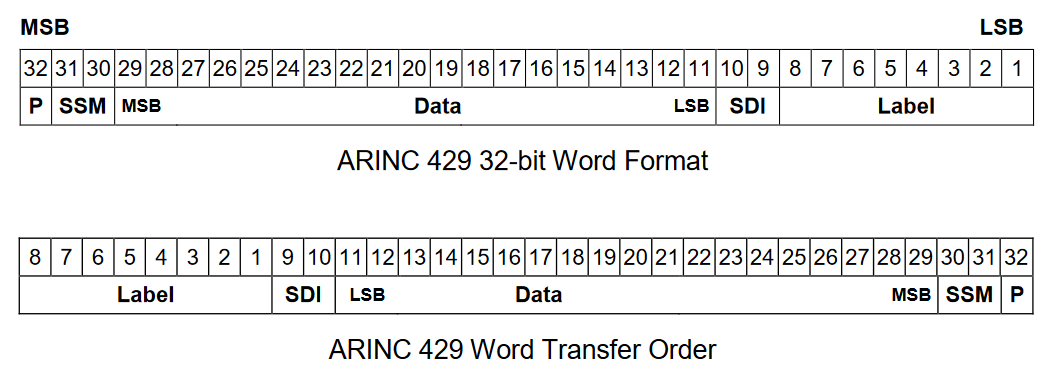 MSB LSB
32 31 30 29 28 27 26 25 24 23 22 21 20 19 18 17 16 15 14 13 12 11 10 9 8 7 6 5 4 3 2 1
P SSM MSB Data LSB SDI Label
ARINC 429 32-bit Word Format
8 7 6 5 4 3 2 1 9 10 11 12 13 14 15 16 17 18 19 20 21 22 23 24 25 26 27 28 29 30 31 32
Label SDI LSB Data MSB SSM P
ARINC 429 Word Transfer Order